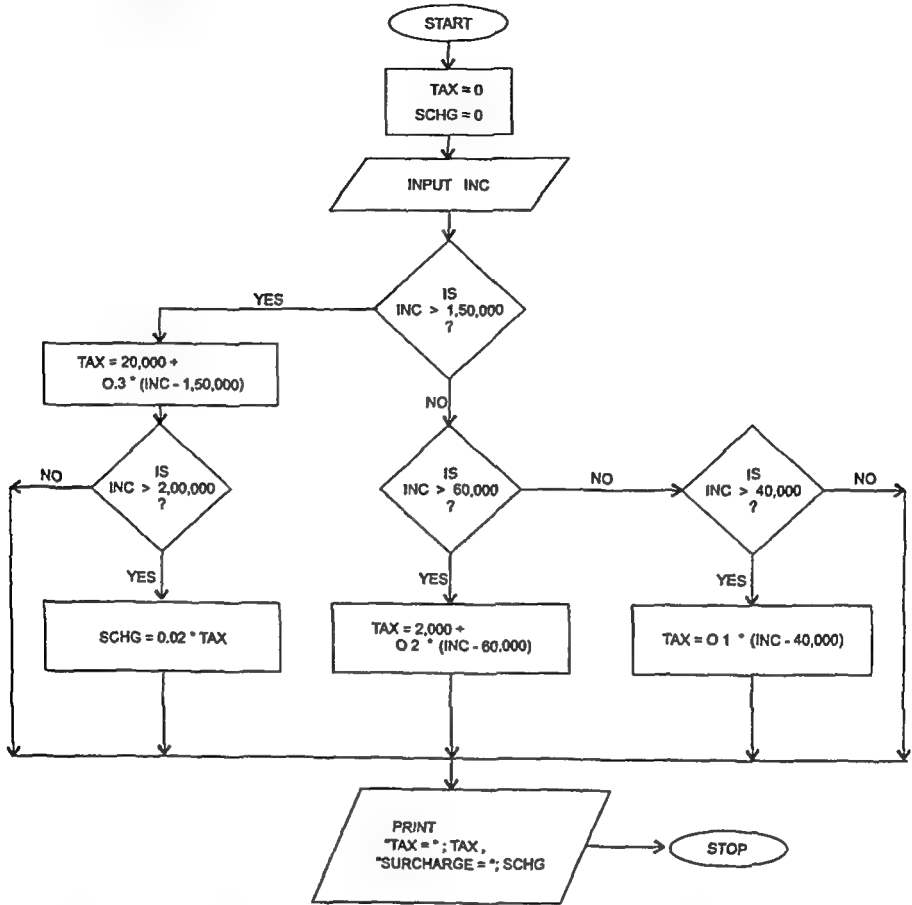 START
TAX = 0
SCHG = 0
INPUT INC
IS
INC > 1,50,000
?
YES
TAX = 20,000 +
O.3 * (INC - 1,50,000)
NO
IS
INC > 2,00,000
?
NO
IS
INC > 60,000
?
NO
IS
INC > 40,000
?
NO
YES
YES
YES
SCHG = 0.02 * TAX
TAX = 2,000 +
O 2 * (INC - 60.000)
TAX = O 1 * (INC - 40,000)
PRINT
"TAX = " ; TAX ,
"SURCHARGE = "; SCHG
STOP